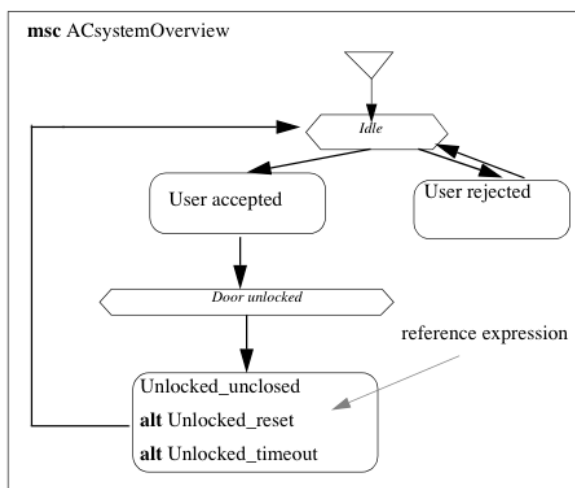 msc ACsystemOverview
Idle
User accepted
User rejected
Door unlocked
reference expression
Unlocked_unclosed
alt Unlocked_reset
alt Unlocked_timeout